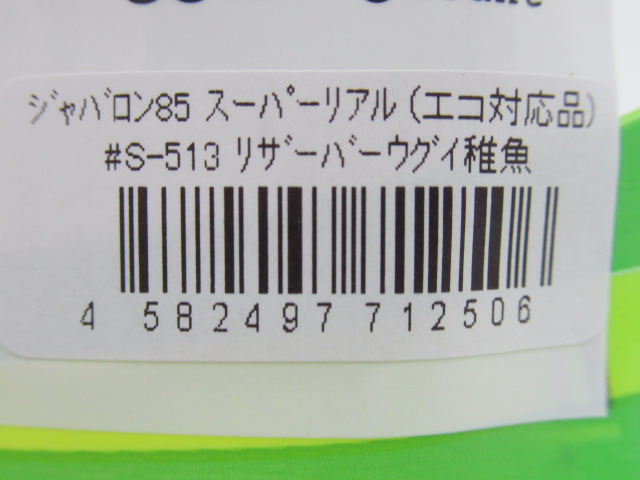 ジャバロン85 スーパーリアル(エコ対応品)
#S-513 リザーバーウグイ稚魚
4 582497 712506